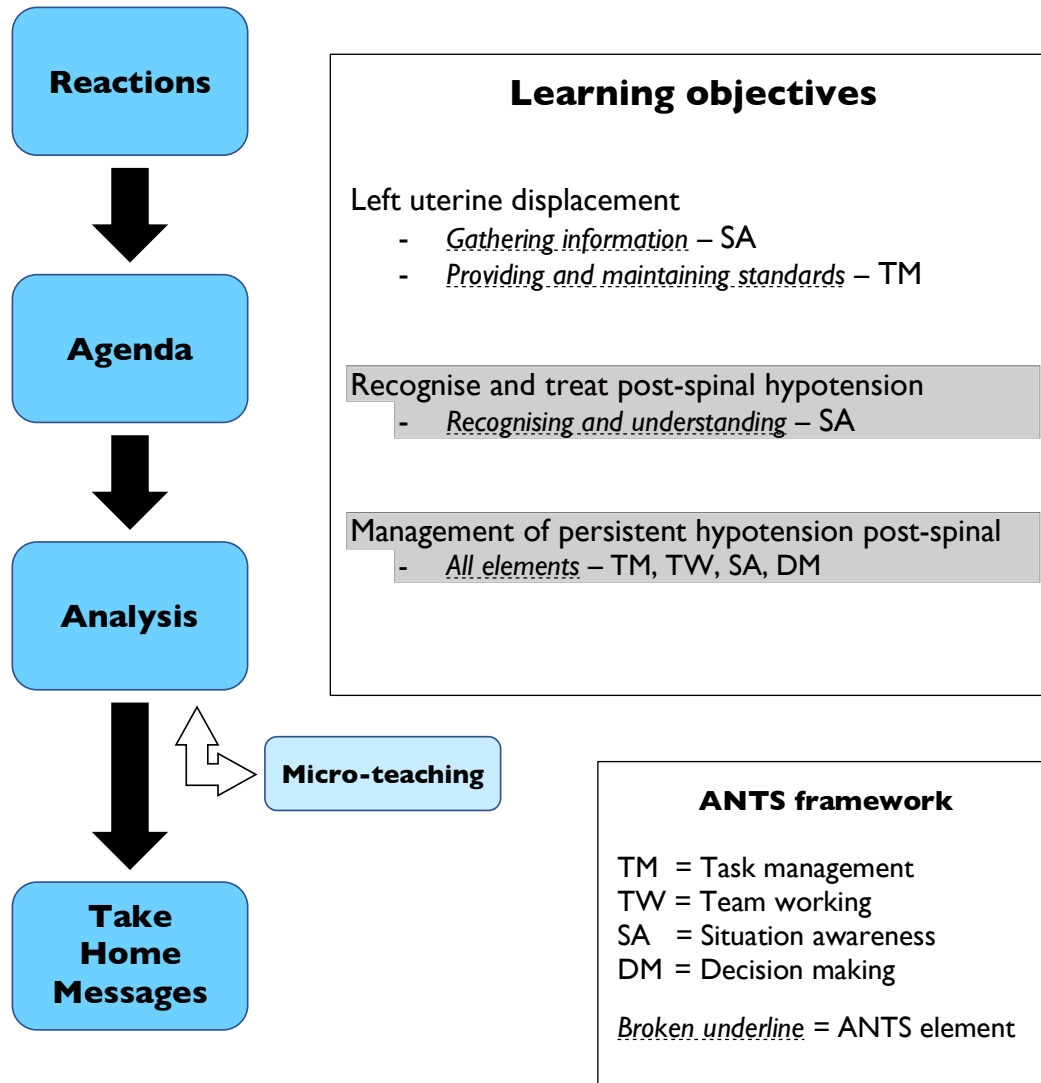 Reactions
Agenda
Analysis
Micro-teaching
Take
Home
Messages
Learning objectives
Left uterine displacement
- Gathering information – SA
- Providing and maintaining standards – TM
Recognise and treat post-spinal hypotension
- Recognising and understanding – SA
Management of persistent hypotension post-spinal
- All elements – TM, TW, SA, DM
ANTS framework
TM = Task management
TW = Team working
SA = Situation awareness
DM = Decision making
Broken underline = ANTS element